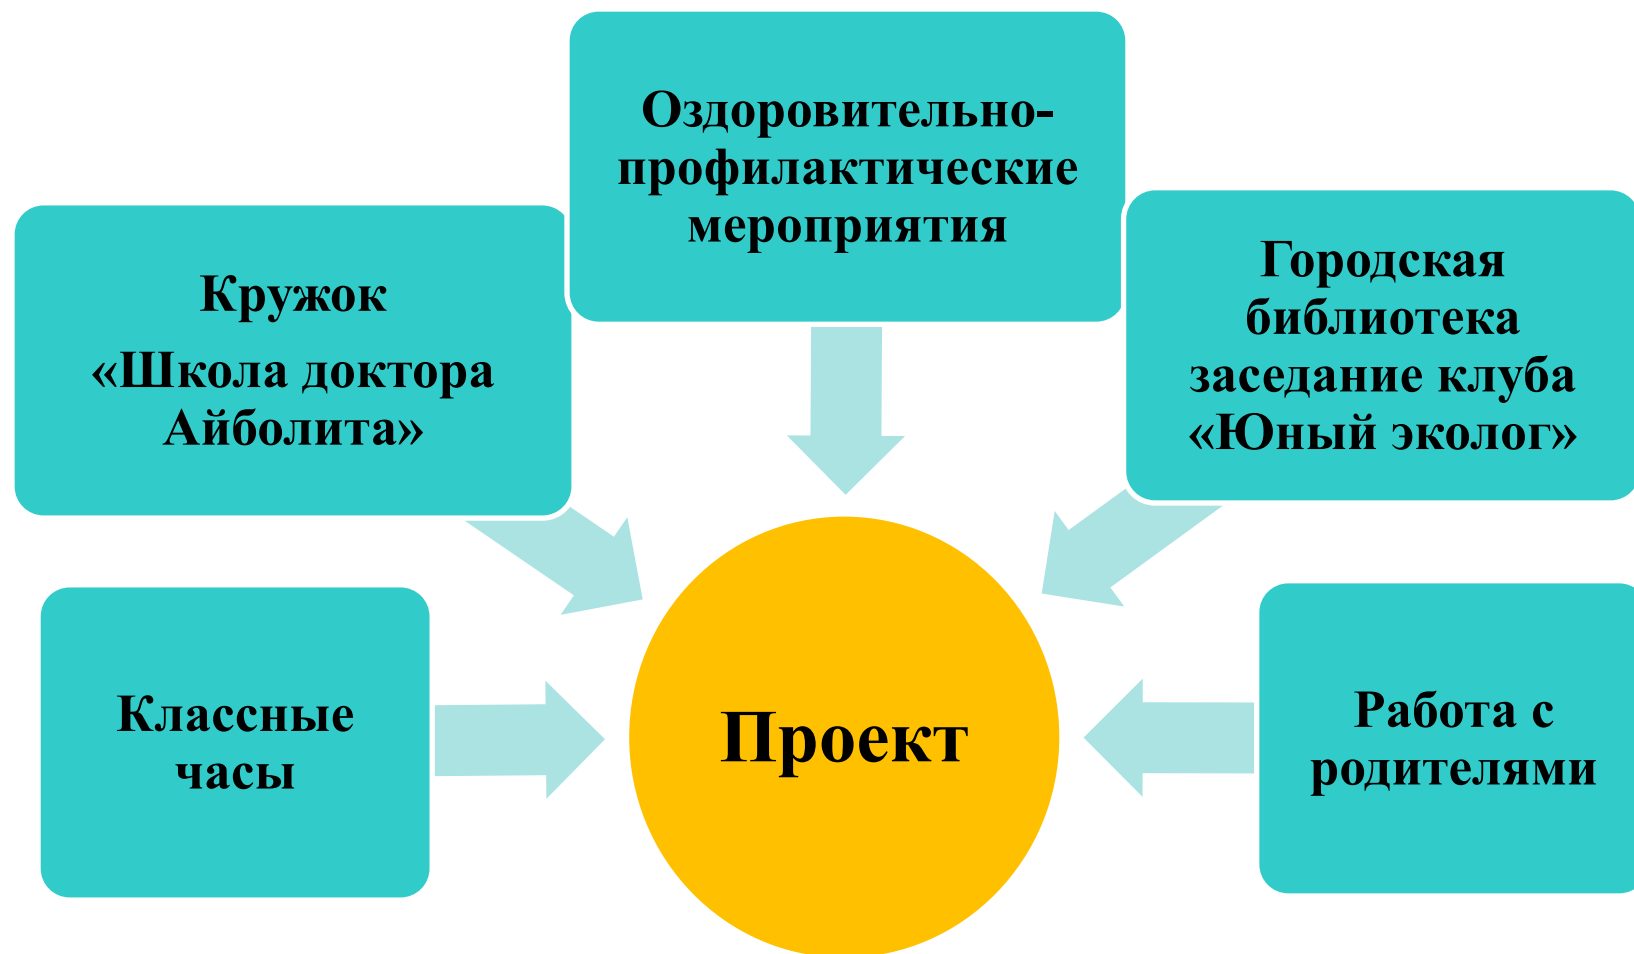 Оздоровительно-
профилактические
мероприятия
Кружок
«Школа доктора
Айболита»
Городская
библиотека
заседание клуба
«Юный эколог»
Классные
часы
Проект
Работа с
родителями